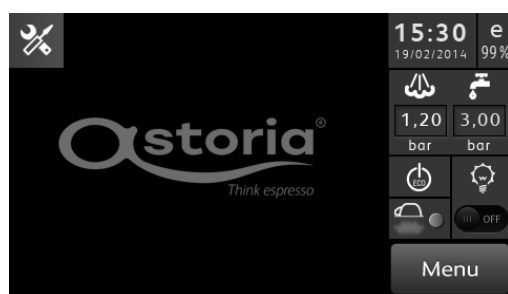 15:30
19/02/2014
e
99%
1,20
3,00
bar
bar
astoria®
Think espresso
ECO
OFF
Menu